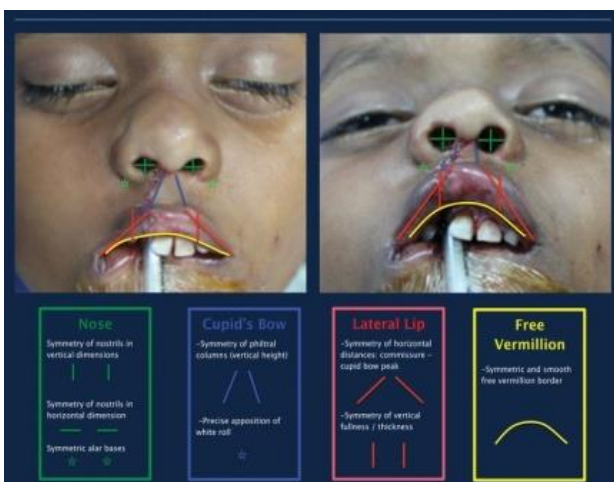 Nose
Symmetry of nostrils in
vertical dimensions
Symmetry of nostrils in
horizontal dimension
Symmetric alar bases
Cupid's Bow
-Symmetry of philtral
columns (vertical height)
-Precise apposition of
white roll
Lateral Lip
-Symmetry of horizontal
distances: commissure -
cupid bow peak
-Symmetry of vertical
fullness / thickness
Free
Vermillion
-Symmetric and smooth
free vermillion border